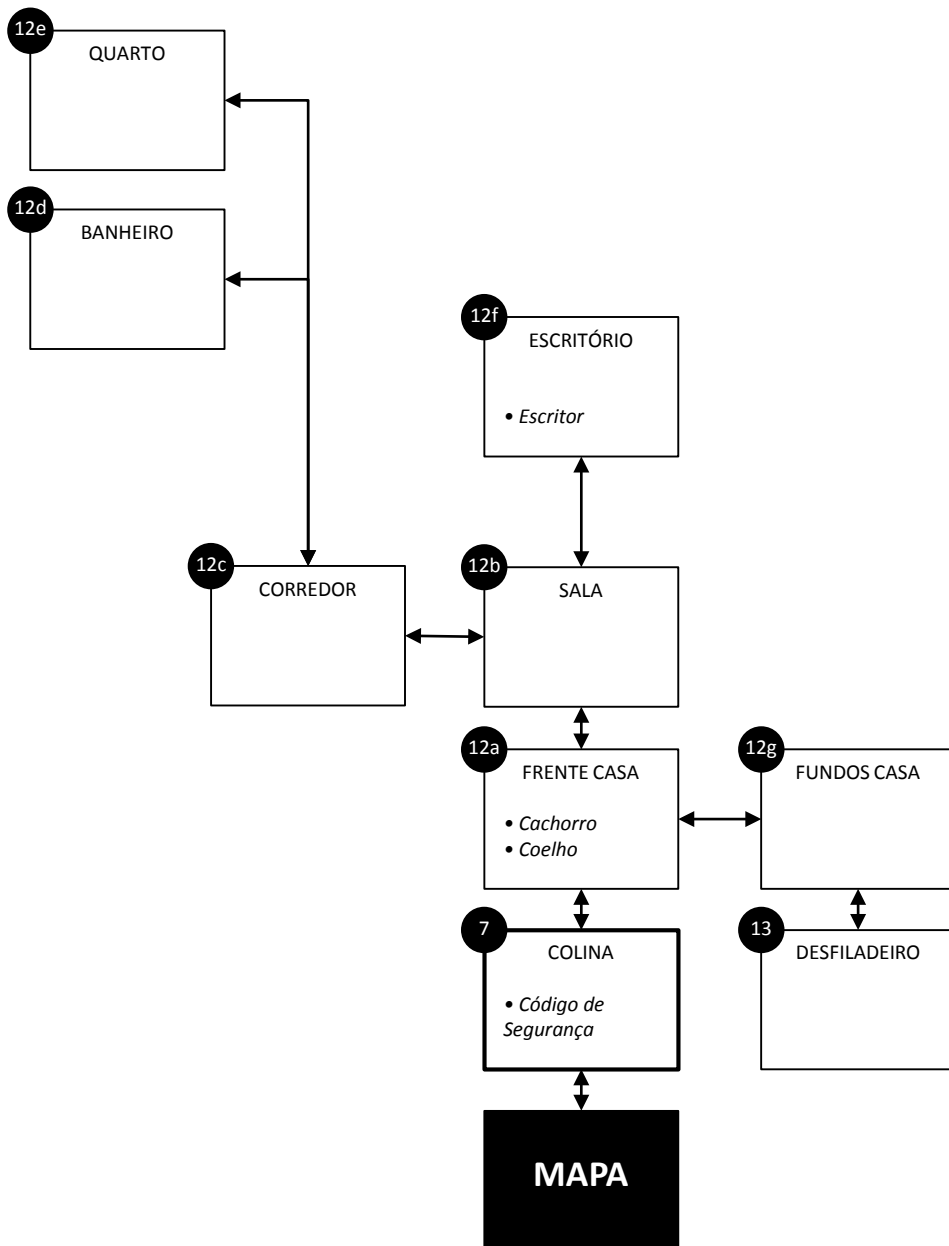 12e
QUARTO
12d
BANHEIRO
12f
ESCRITÓRIO
• Escritor
12c
CORREDOR
12b
SALA
12a
FRENTE CASA
• Cachorro
• Coelho
12g
FUNDOS CASA
7
COLINA
• Código de
Segurança
13
DESFILADEIRO
MAPA